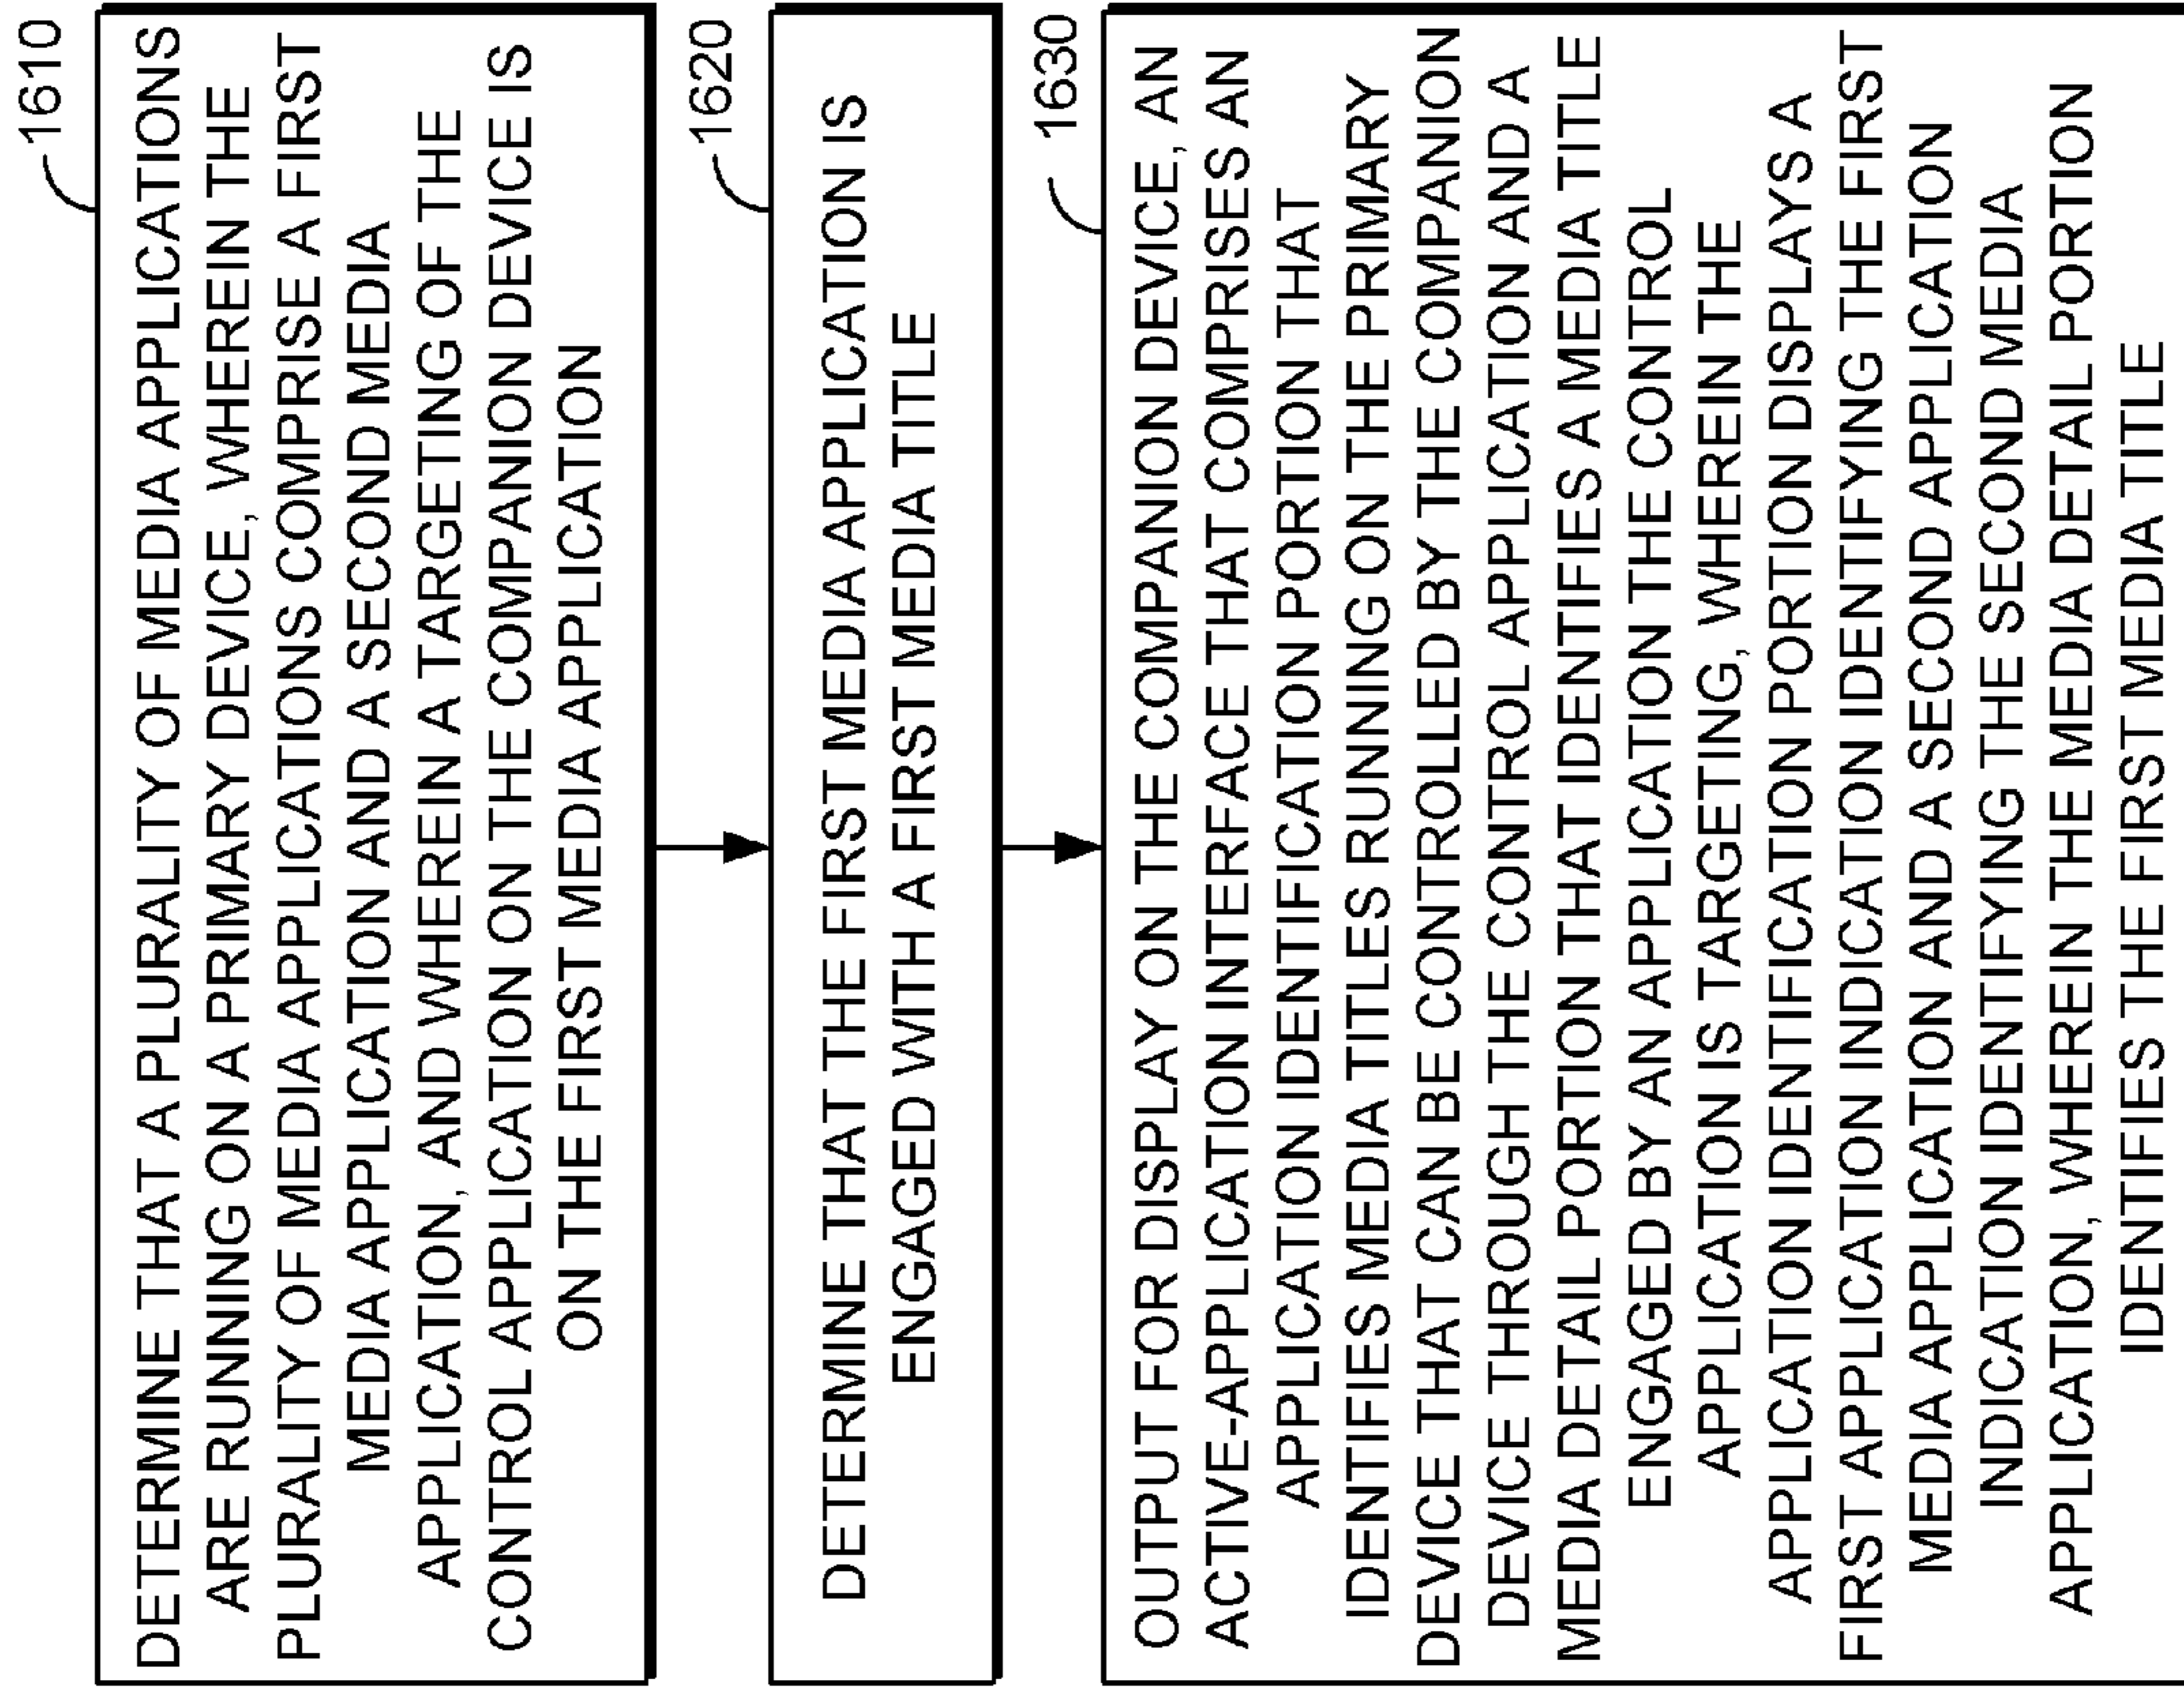 1610
DETERMINE THAT A PLURALITY OF MEDIA APPLICATIONS
ARE RUNNING ON A PRIMARY DEVICE, WHEREIN THE
PLURALITY OF MEDIA APPLICATIONS COMPRISE A FIRST
MEDIA APPLICATION AND A SECOND MEDIA
APPLICATION, AND WHEREIN A TARGETING OF THE
CONTROL APPLICATION ON THE COMPANION DEVICE IS
ON THE FIRST MEDIA APPLICATION
1620
DETERMINE THAT THE FIRST MEDIA APPLICATION IS
ENGAGED WITH A FIRST MEDIA TITLE
1630
OUTPUT FOR DISPLAY ON THE COMPANION DEVICE, AN
ACTIVE-APPLICATION INTERFACE THAT COMPRISES AN
APPLICATION IDENTIFICATION PORTION THAT
IDENTIFIES MEDIA TITLES RUNNING ON THE PRIMARY
DEVICE THAT CAN BE CONTROLLED BY THE COMPANION
DEVICE THROUGH THE CONTROL APPLICATION AND A
MEDIA DETAIL PORTION THAT IDENTIFIES A MEDIA TITLE
ENGAGED BY AN APPLICATION THE CONTROL
APPLICATION IS TARGETING, WHEREIN THE
APPLICATION IDENTIFICATION PORTION DISPLAYS A
FIRST APPLICATION INDICATION IDENTIFYING THE FIRST
MEDIA APPLICATION AND A SECOND APPLICATION
INDICATION IDENTIFYING THE SECOND MEDIA
APPLICATION, WHEREIN THE MEDIA DETAIL PORTION
IDENTIFIES THE FIRST MEDIA TITLE